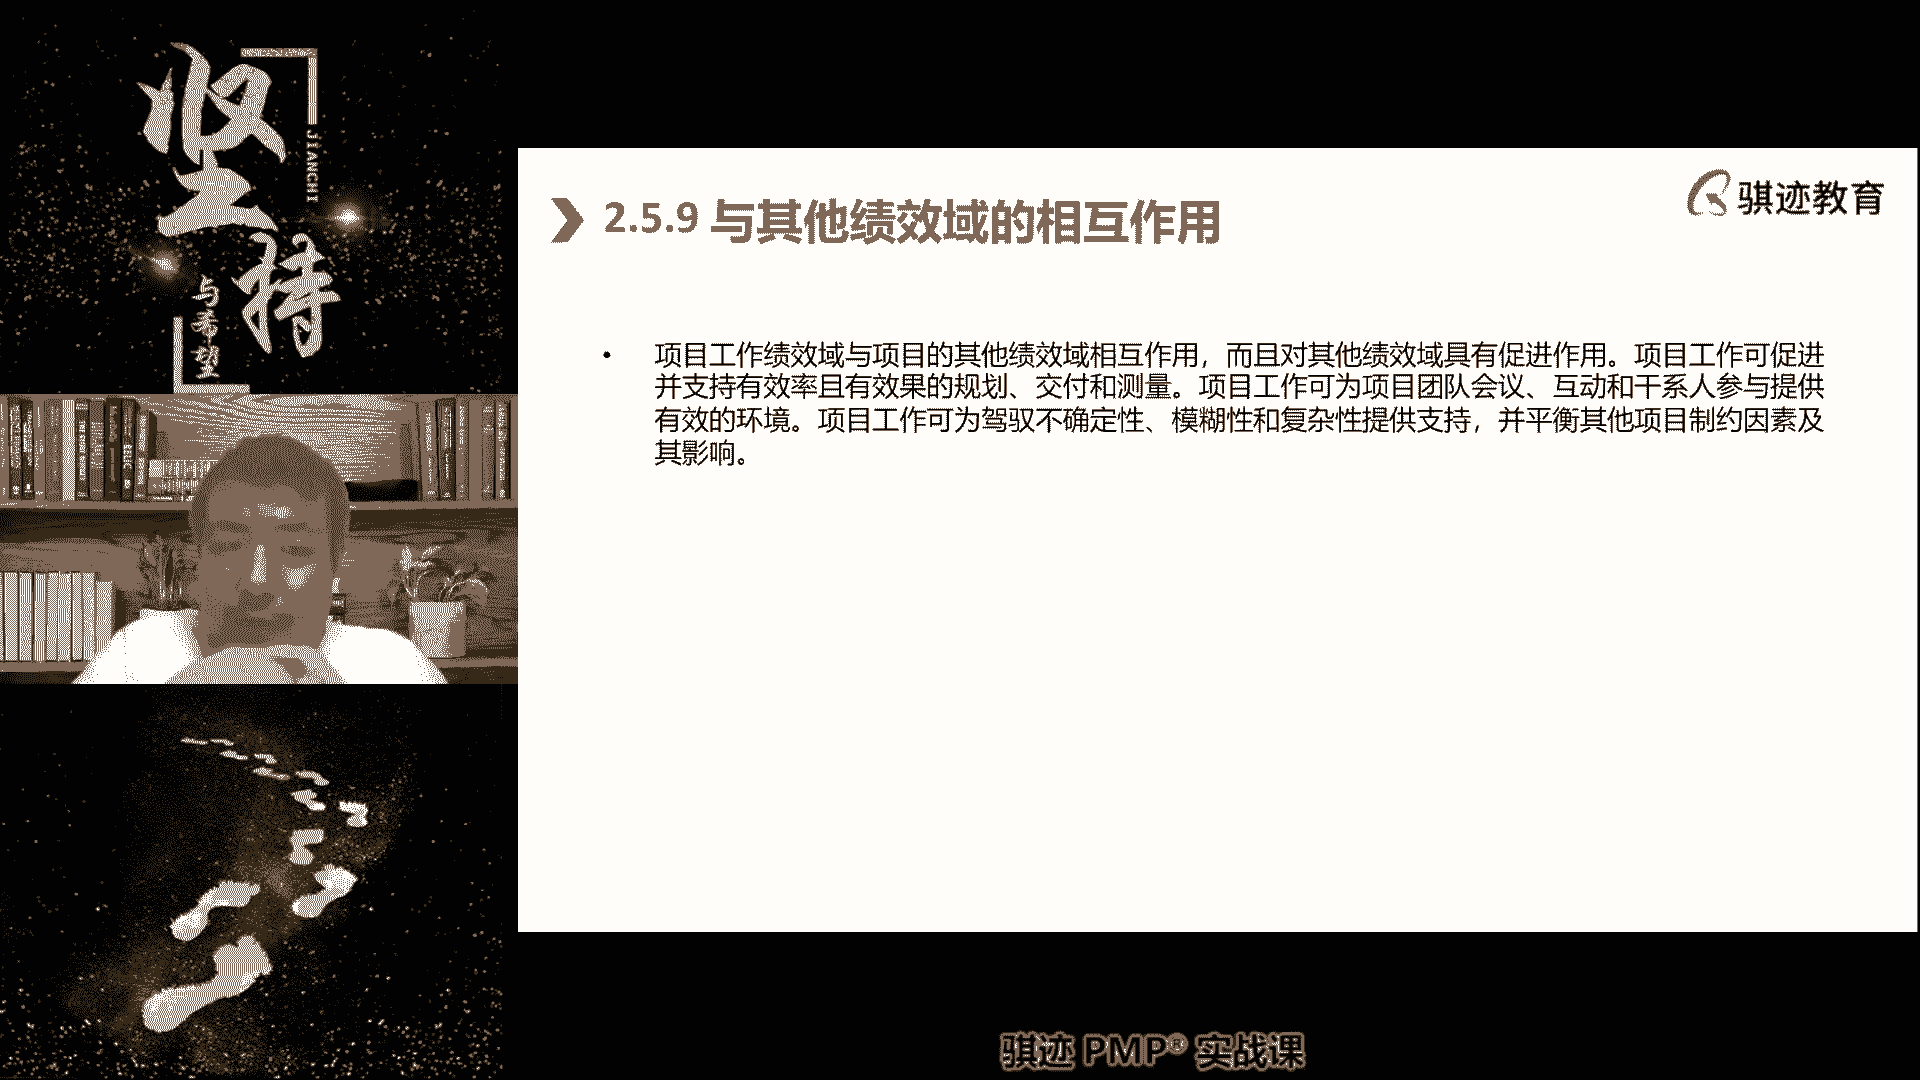 坚持
JIANCHI
与希望
骐迹教育
2.5.9 与其他绩效域的相互作用
• 项目工作绩效域与项目的其他绩效域相互作用，而且对其他绩效域具有促进作用。项目工作可促进
并支持有效率且有效果的规划、交付和测量。项目工作可为项目团队会议、互动和干系人参与提供
有效的环境。项目工作可为驾驭不确定性、模糊性和复杂性提供支持，并平衡其他项目制约因素及
其影响。
骐迹 PMP® 实战课